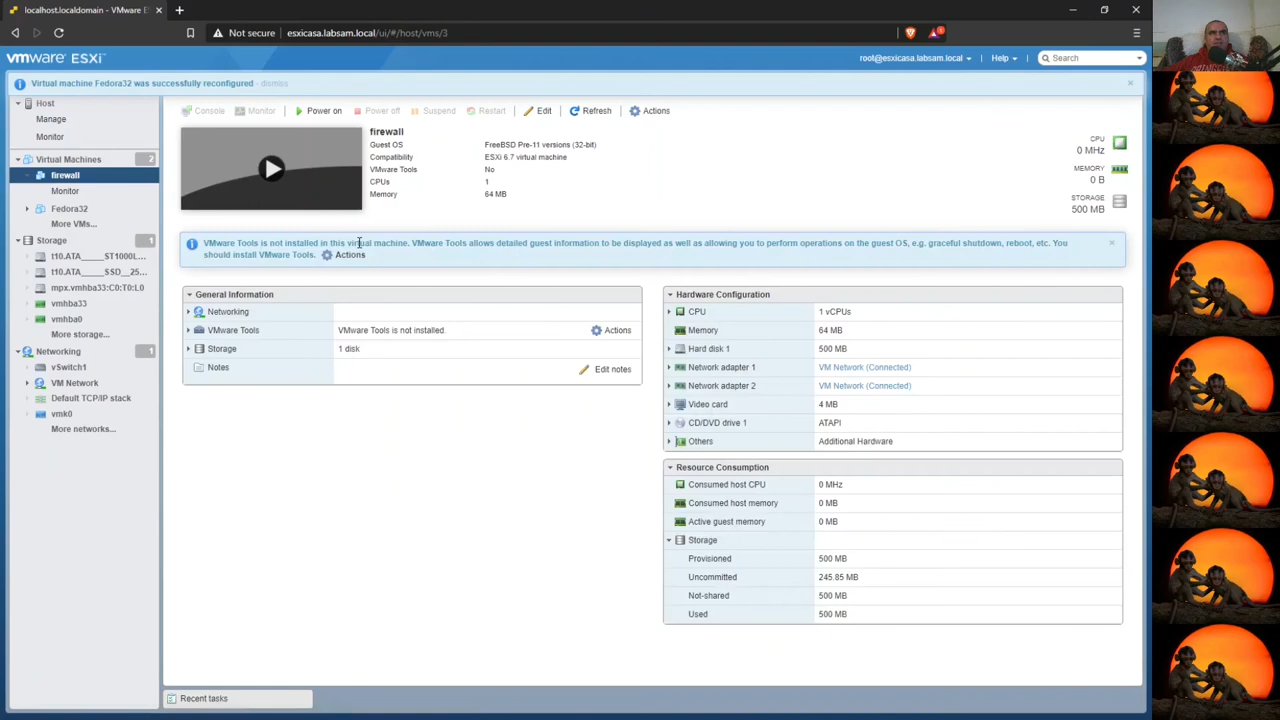 localhost.localdomain - VMware E
Not secure
esxicasa.labsam.local/ui/#/host/vms/3
vmware ESXi
root@esxicasa.labsam.local
Help
Search
Virtual machine Fedora32 was successfully reconfigured - dismiss
Host
Manage
Monitor
Virtual Machines 2
firewall
Monitor
Fedora32
More VMs...
Storage 1
t10.ATA_____ST1000L...
t10.ATA_____SSD__25...
mpx.vmhba33:C0:T0:L0
vmhba33
vmhba0
More storage...
Networking 1
vSwitch1
VM Network
Default TCP/IP stack
vmk0
More networks...
Console Monitor Power on Power off Suspend Restart Edit Refresh Actions
firewall
Guest OS FreeBSD Pre-11 versions (32-bit)
Compatibility ESXi 6.7 virtual machine
VMware Tools No
CPUs 1
Memory 64 MB
CPU
0 MHz
MEMORY
0 B
STORAGE
500 MB
VMware Tools is not installed in this virtual machine. VMware Tools allows detailed guest information to be displayed as well as allowing you to perform operations on the guest OS, e.g. graceful shutdown, reboot, etc. You
should install VMware Tools. Actions
General Information
Networking
VMware Tools VMware Tools is not installed. Actions
Storage 1 disk
Notes Edit notes
Hardware Configuration
CPU 1 vCPUs
Memory 64 MB
Hard disk 1 500 MB
Network adapter 1 VM Network (Connected)
Network adapter 2 VM Network (Connected)
Video card 4 MB
CD/DVD drive 1 ATAPI
Others Additional Hardware
Resource Consumption
Consumed host CPU 0 MHz
Consumed host memory 0 MB
Active guest memory 0 MB
Storage
Provisioned 500 MB
Uncommitted 245.85 MB
Not-shared 500 MB
Used 500 MB
Recent tasks